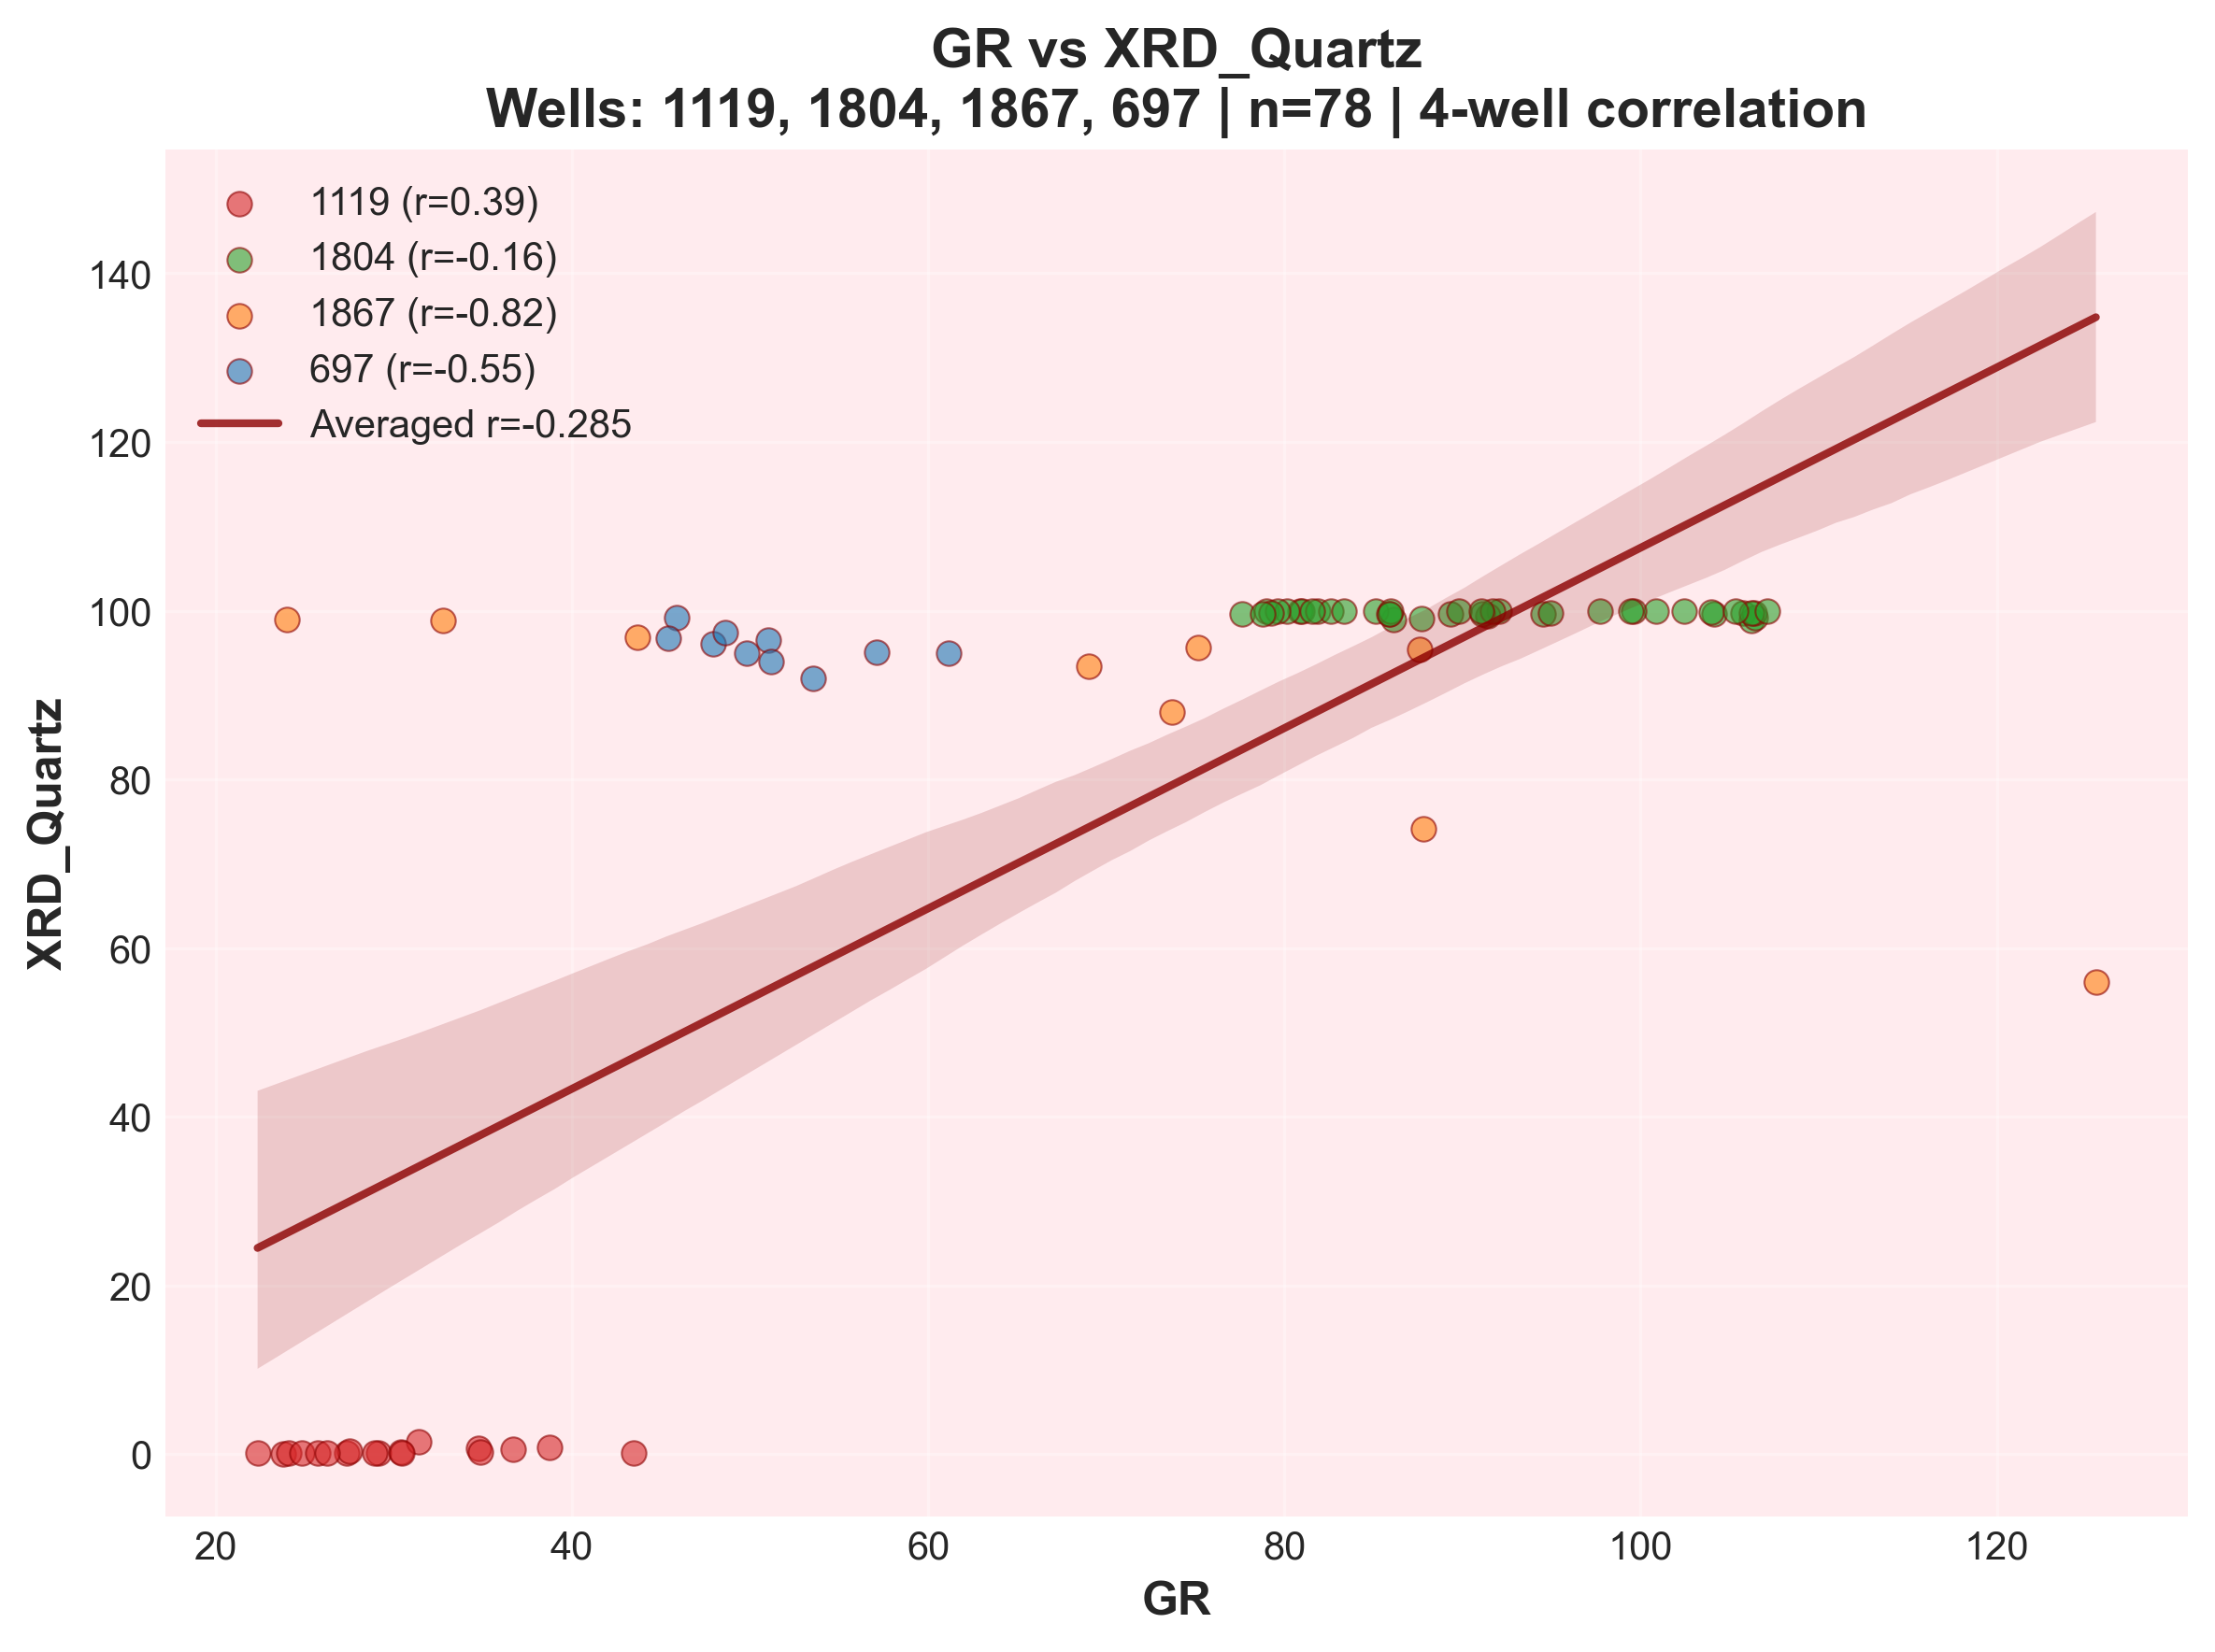 GR vs XRD_Quartz
Wells: 1119, 1804, 1867, 697 | n=78 | 4-well correlation
1119 (r=0.39)
1804 (r=-0.16)
1867 (r=-0.82)
697 (r=-0.55)
Averaged r=-0.285
140
120
100
80
60
40
20
0
XRD_Quartz
20 40 60 80 100 120
GR